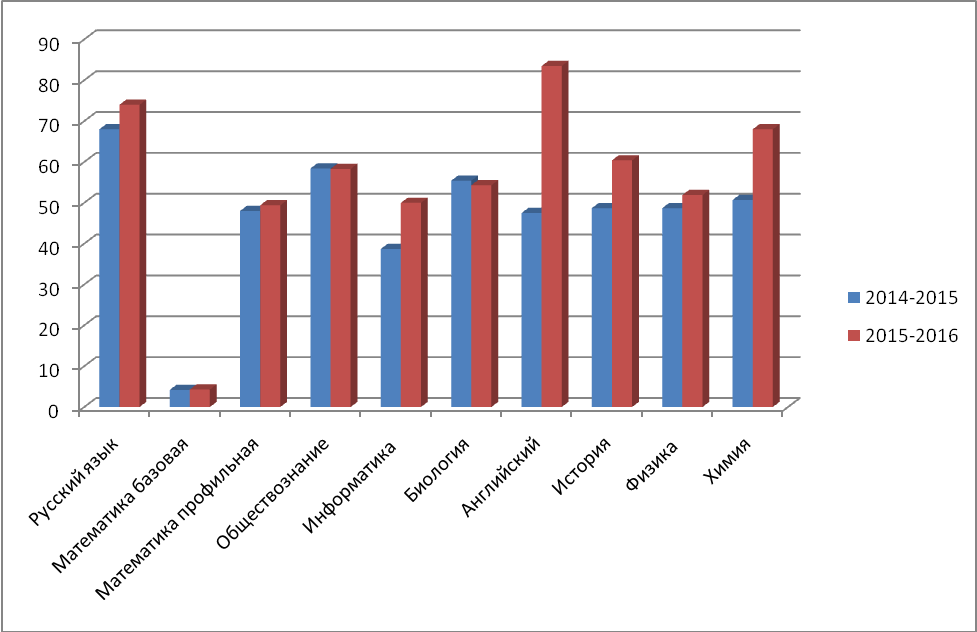 90
80
70
60
50
40
30
20
10
0
Русский язык
Математика базовая
Математика профильная
Обществознание
Информатика
Биология
Английский
История
Физика
Химия
2014-2015
2015-2016